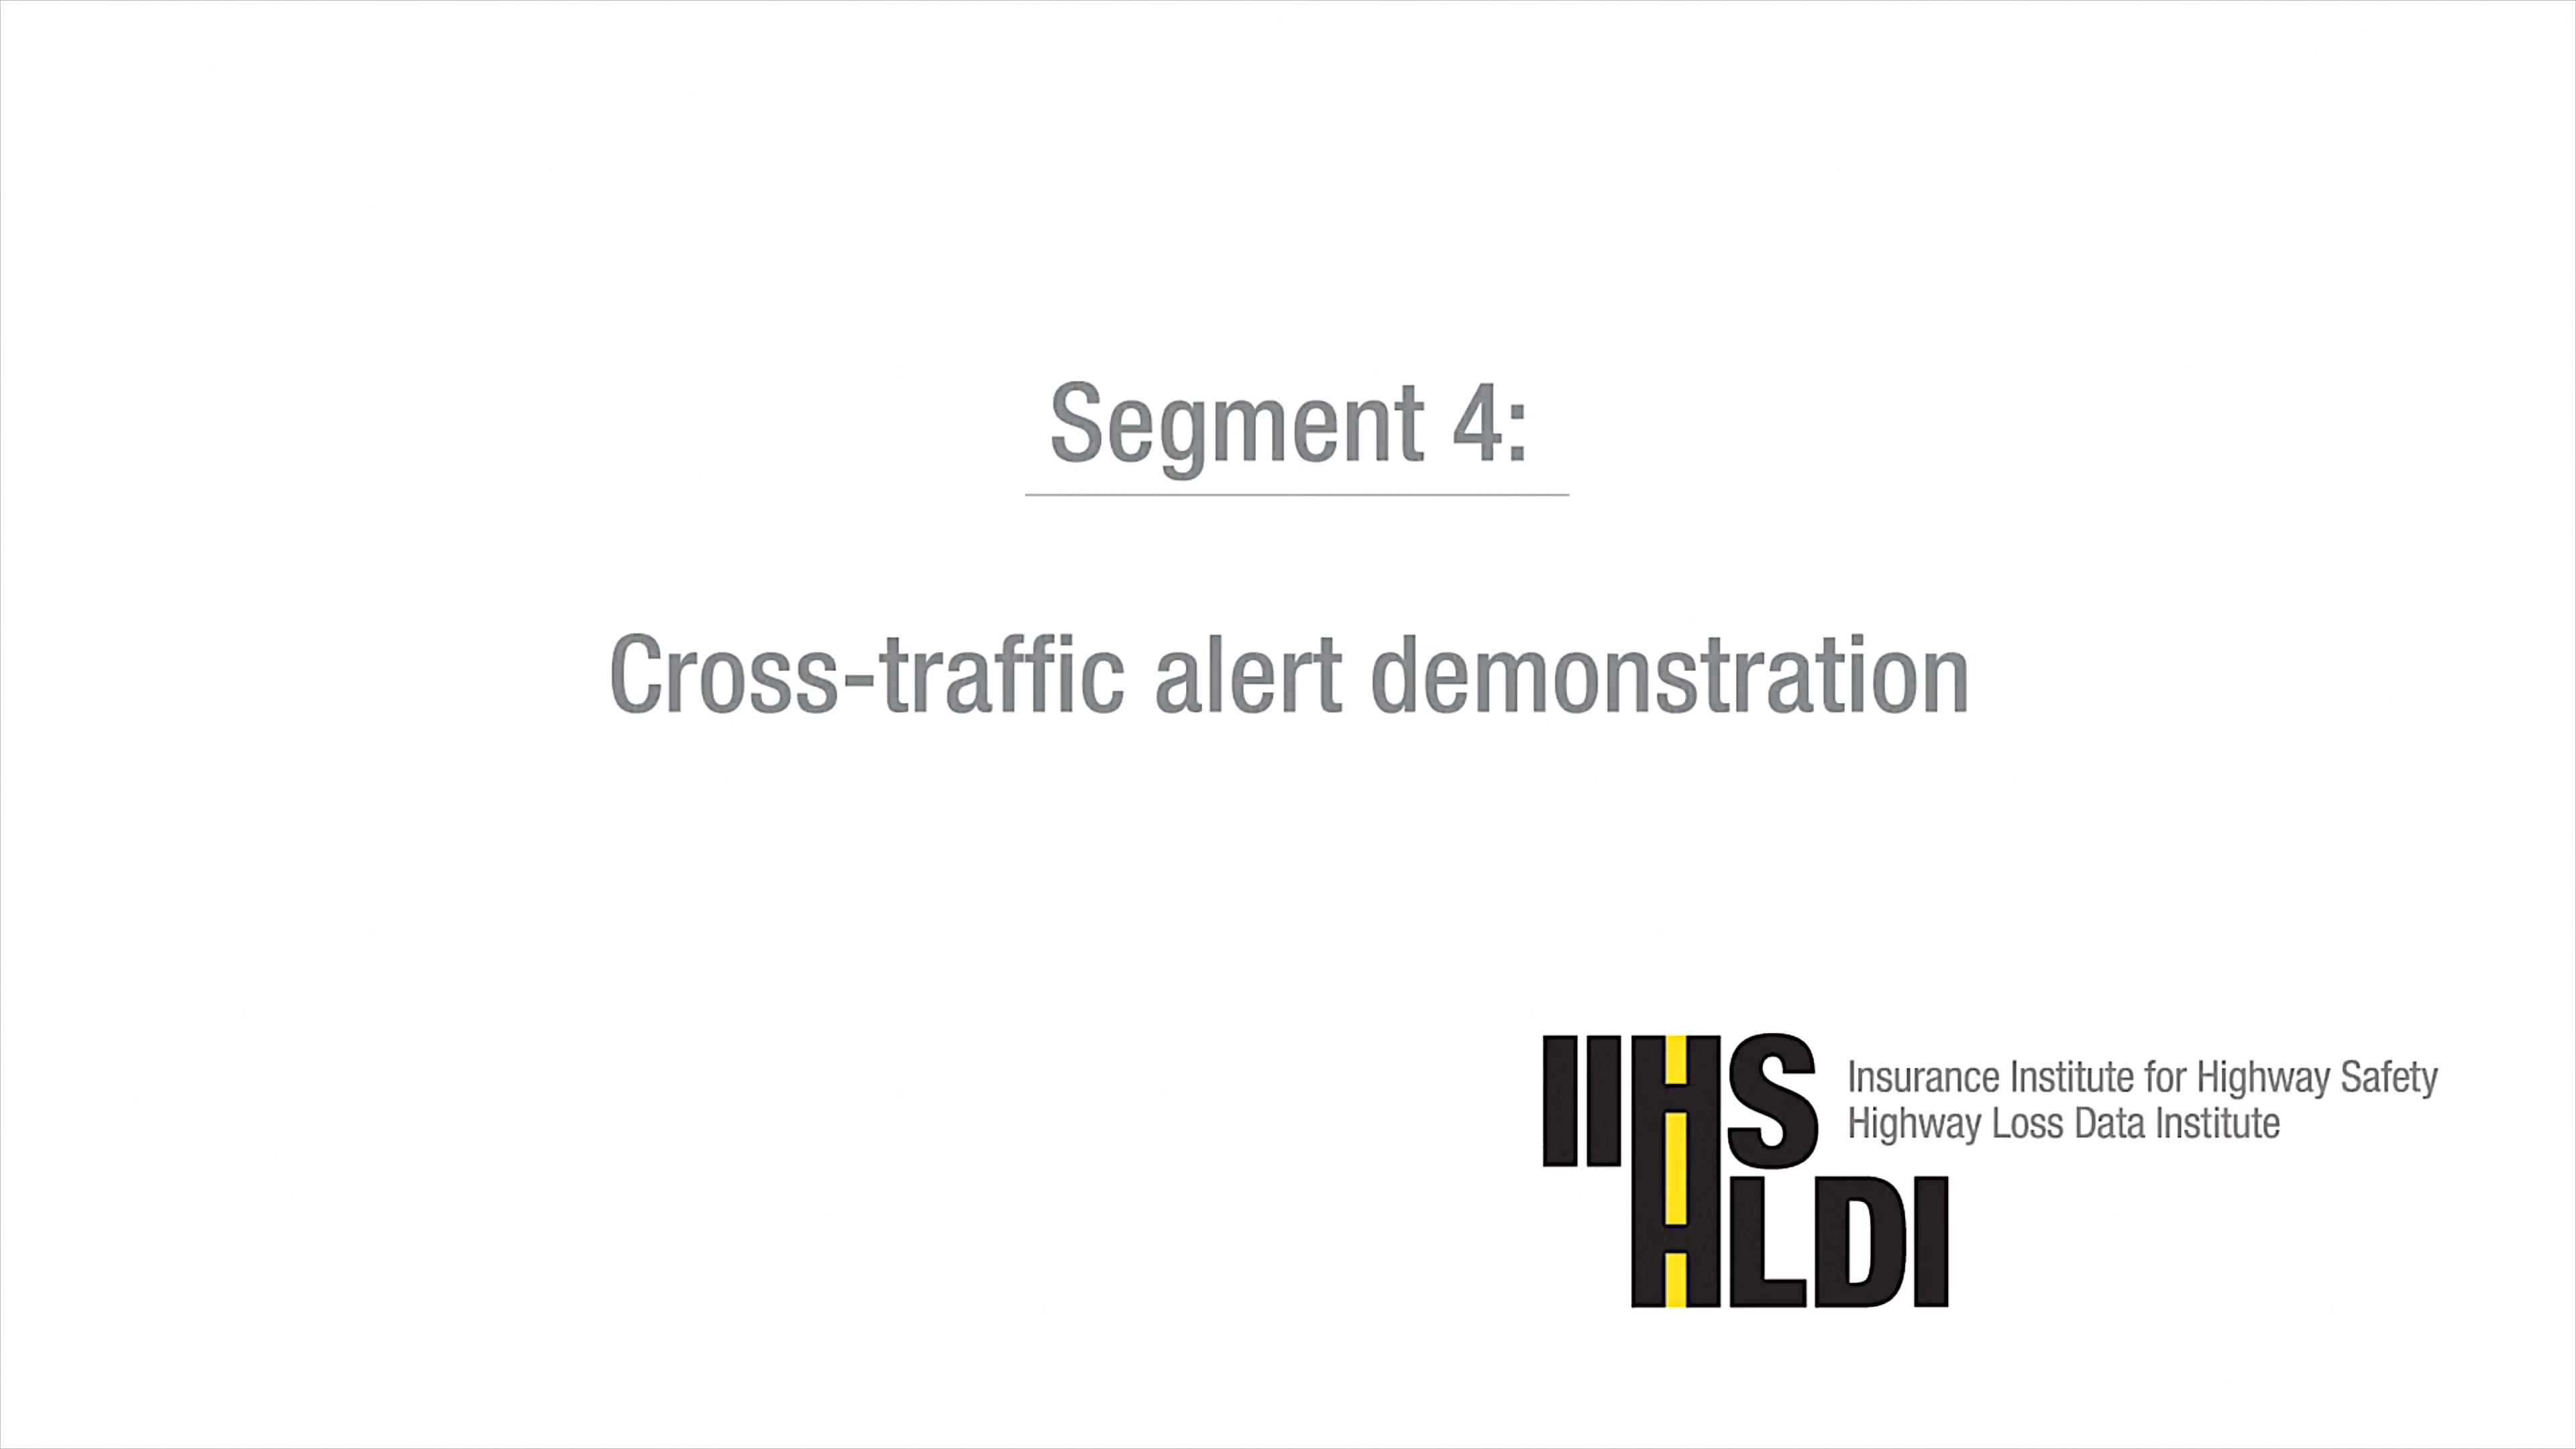 Segment 4:
Cross-traffic alert demonstration
IIHS
HLDI
Insurance Institute for Highway Safety
Highway Loss Data Institute